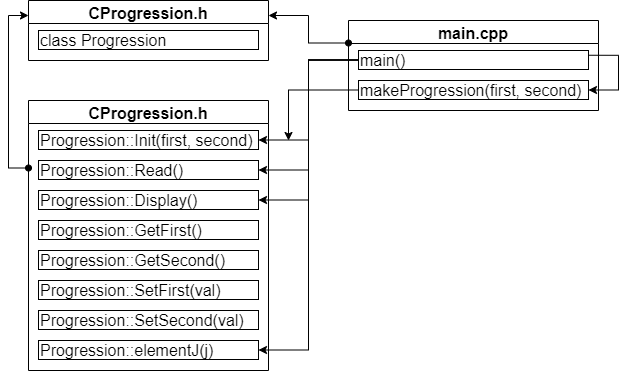 CProgression.h
class Progression
main.cpp
main()
makeProgression(first, second)
CProgression.h
Progression::Init(first, second)
Progression::Read()
Progression::Display()
Progression::GetFirst()
Progression::GetSecond()
Progression::SetFirst(val)
Progression::SetSecond(val)
Progression::elementJ(j)